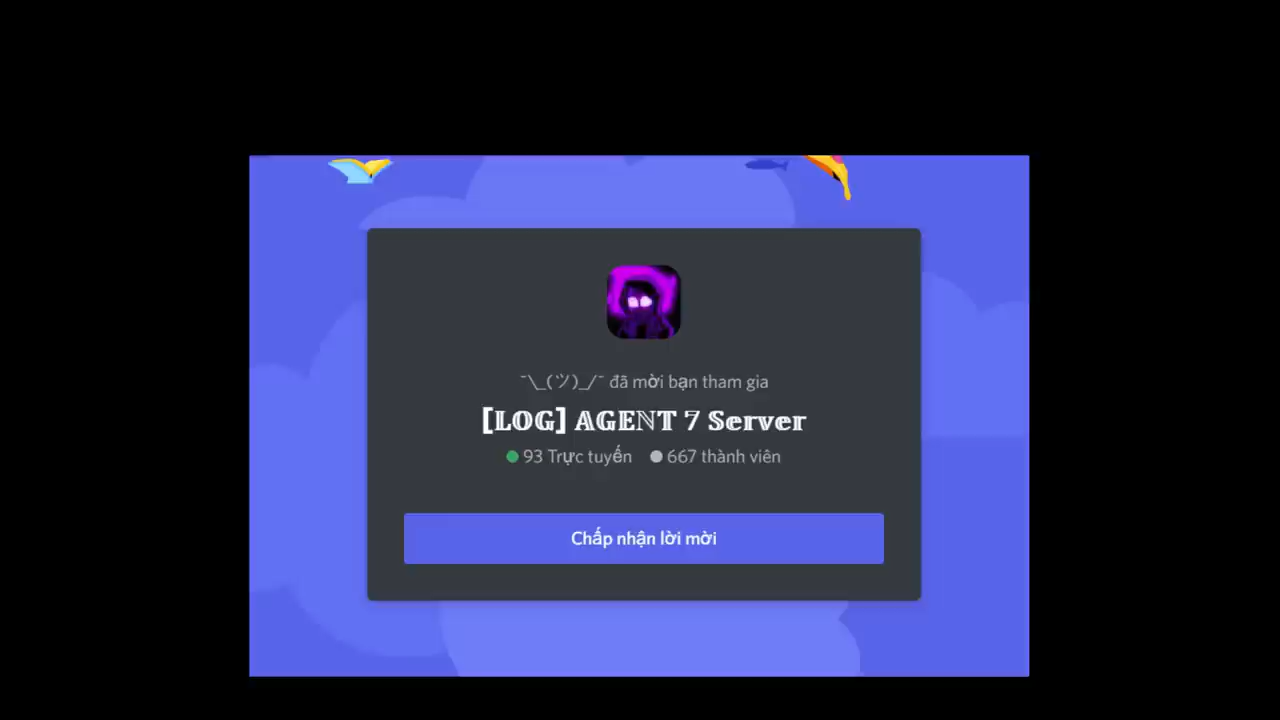 ¯\_(ツ)_/¯ đã mời bạn tham gia
[LOG] AGENT 7 Server
93 Trực tuyến 667 thành viên
Chấp nhận lời mời